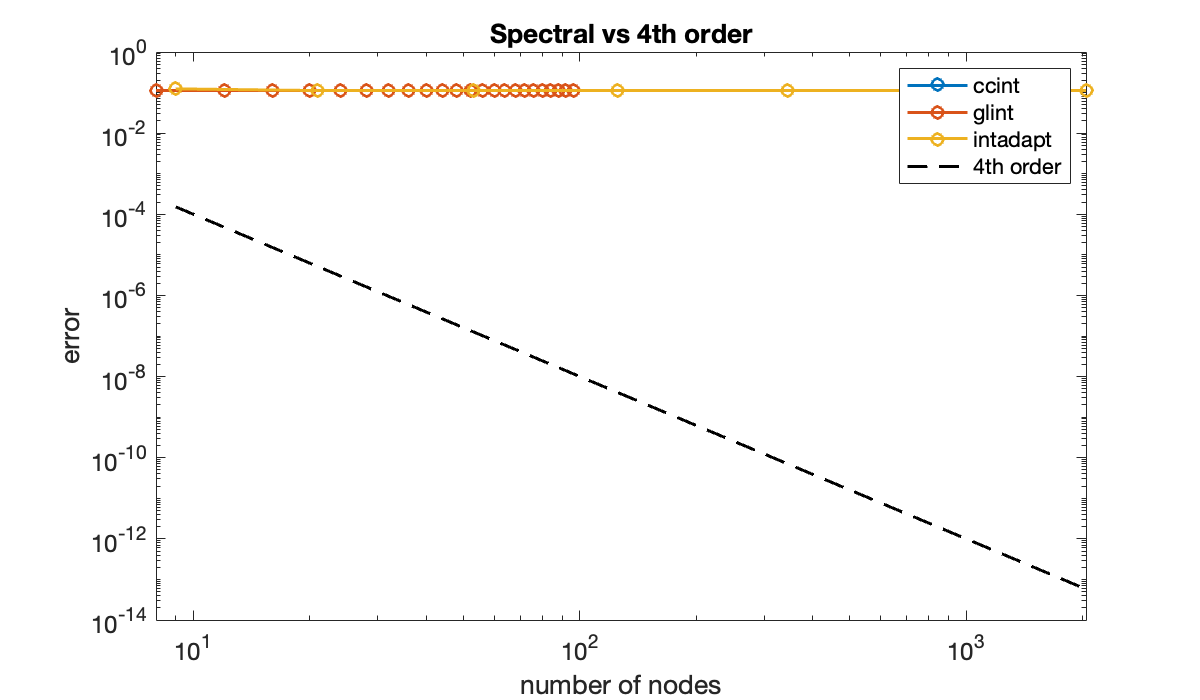 Spectral vs 4th order
10^0
10^-2
10^-4
10^-6
10^-8
10^-10
10^-12
10^-14
error
ccint
glint
intadapt
4th order
10^1 10^2 10^3
number of nodes